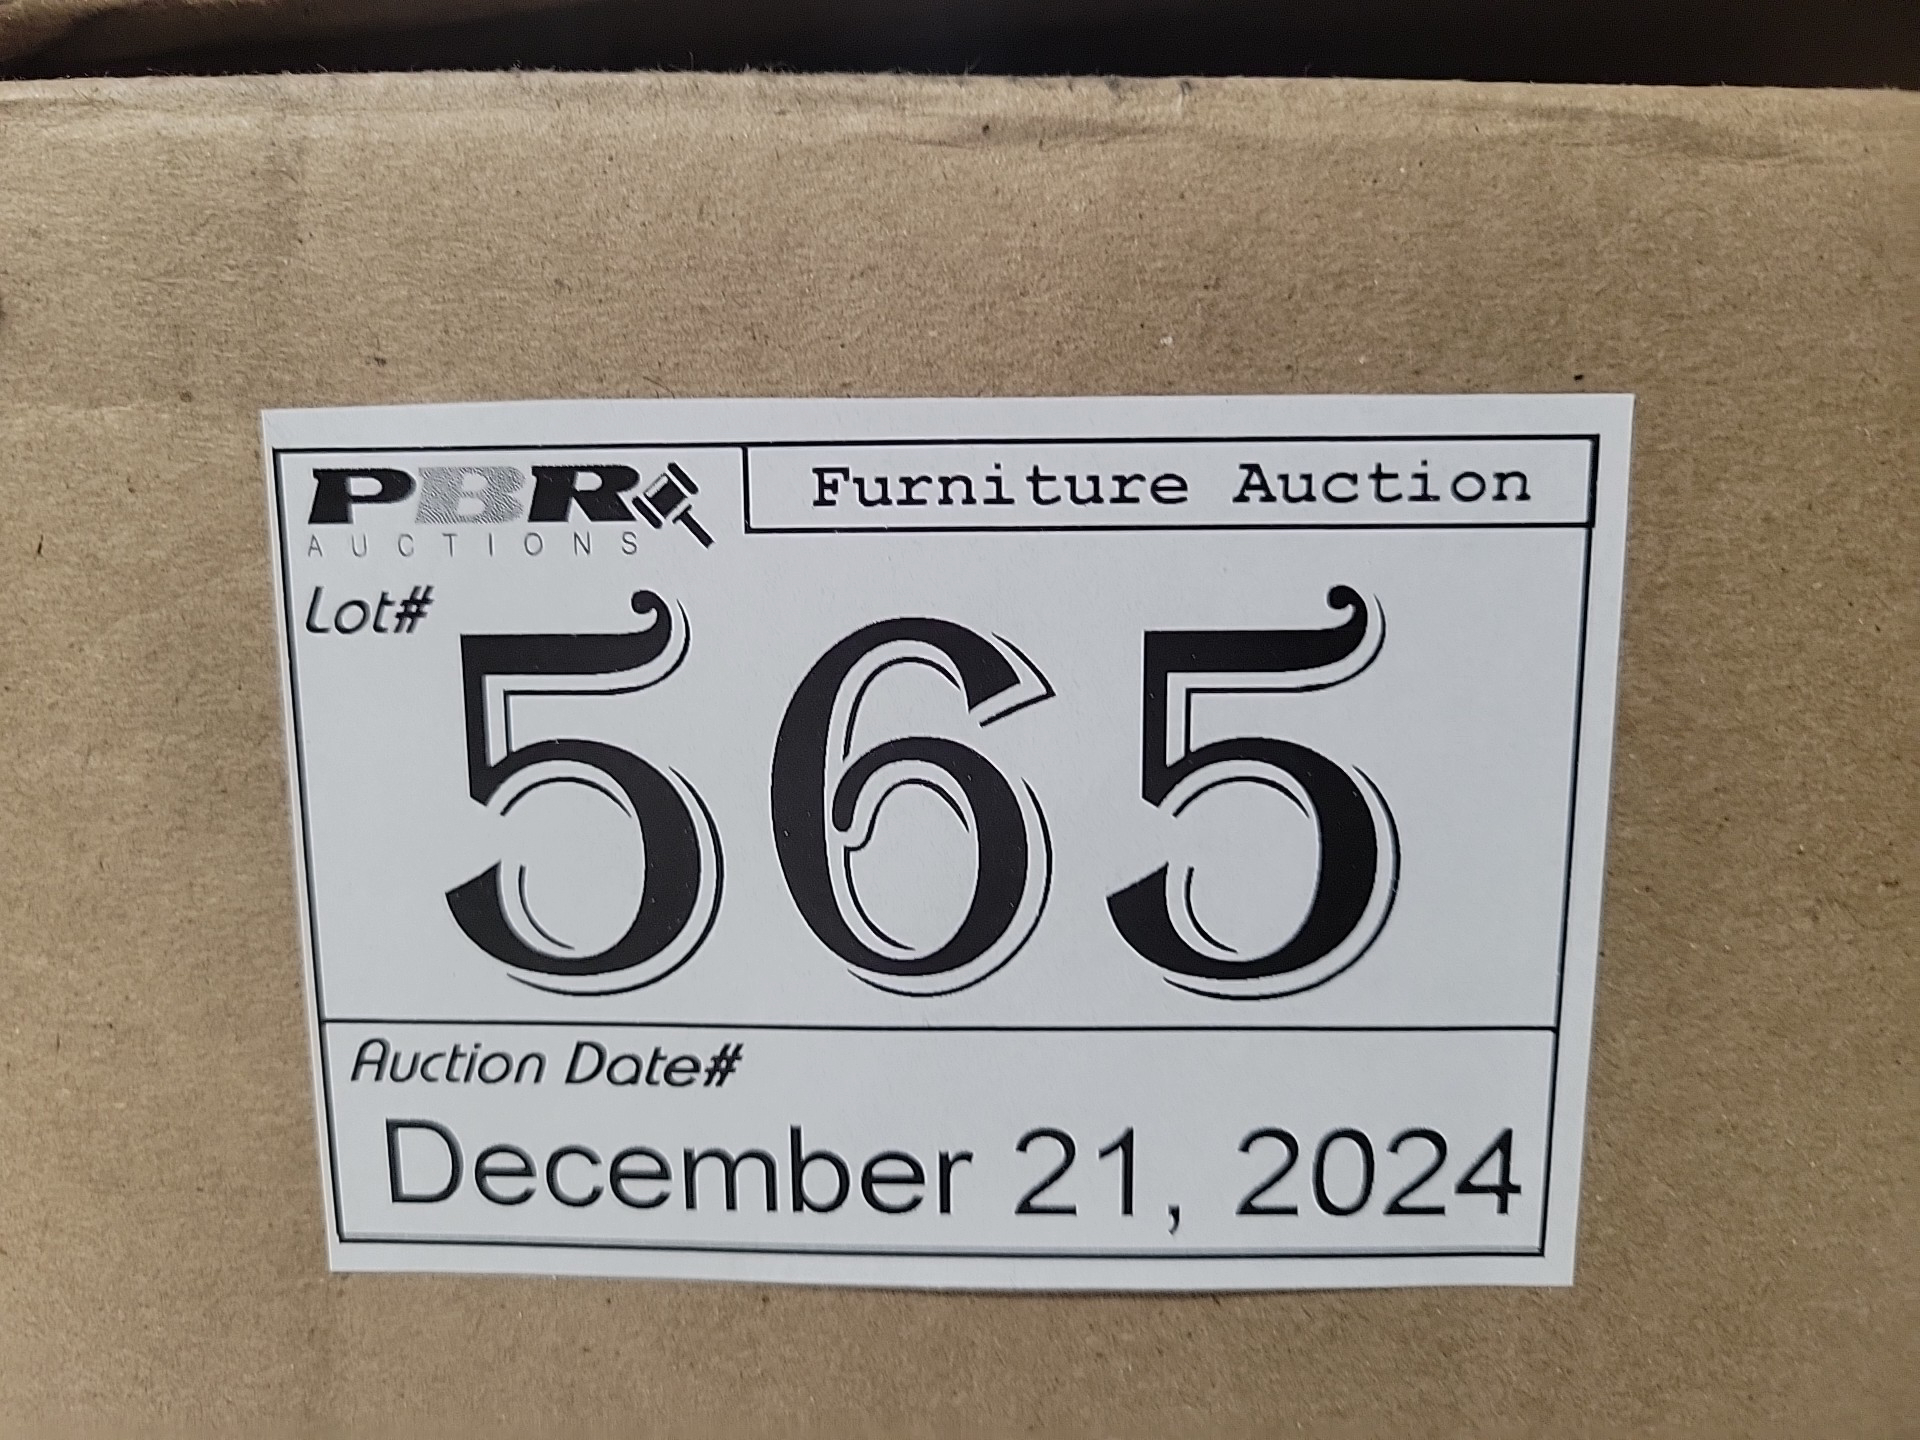 PBR
AUCTIONS
Furniture Auction
Lot#
565
Auction Date#
December 21, 2024